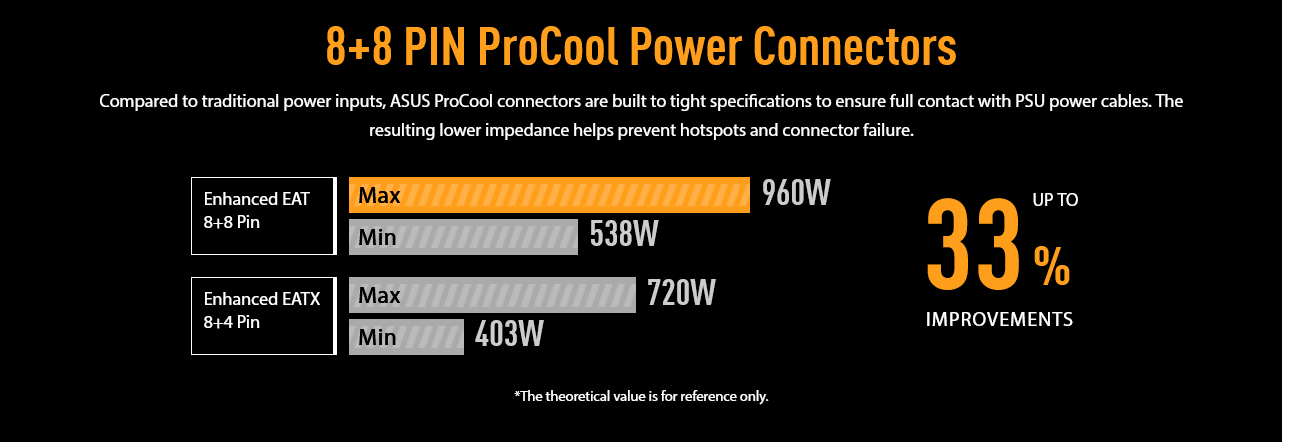 8+8 PIN ProCool Power Connectors
Compared to traditional power inputs, ASUS ProCool connectors are built to tight specifications to ensure full contact with PSU power cables. The
resulting lower impedance helps prevent hotspots and connector failure.
Enhanced EAT
8+8 Pin
Max
960W
Min
538W
Enhanced EATX
8+4 Pin
Max
720W
Min
403W
UP TO
33%
IMPROVEMENTS
*The theoretical value is for reference only.